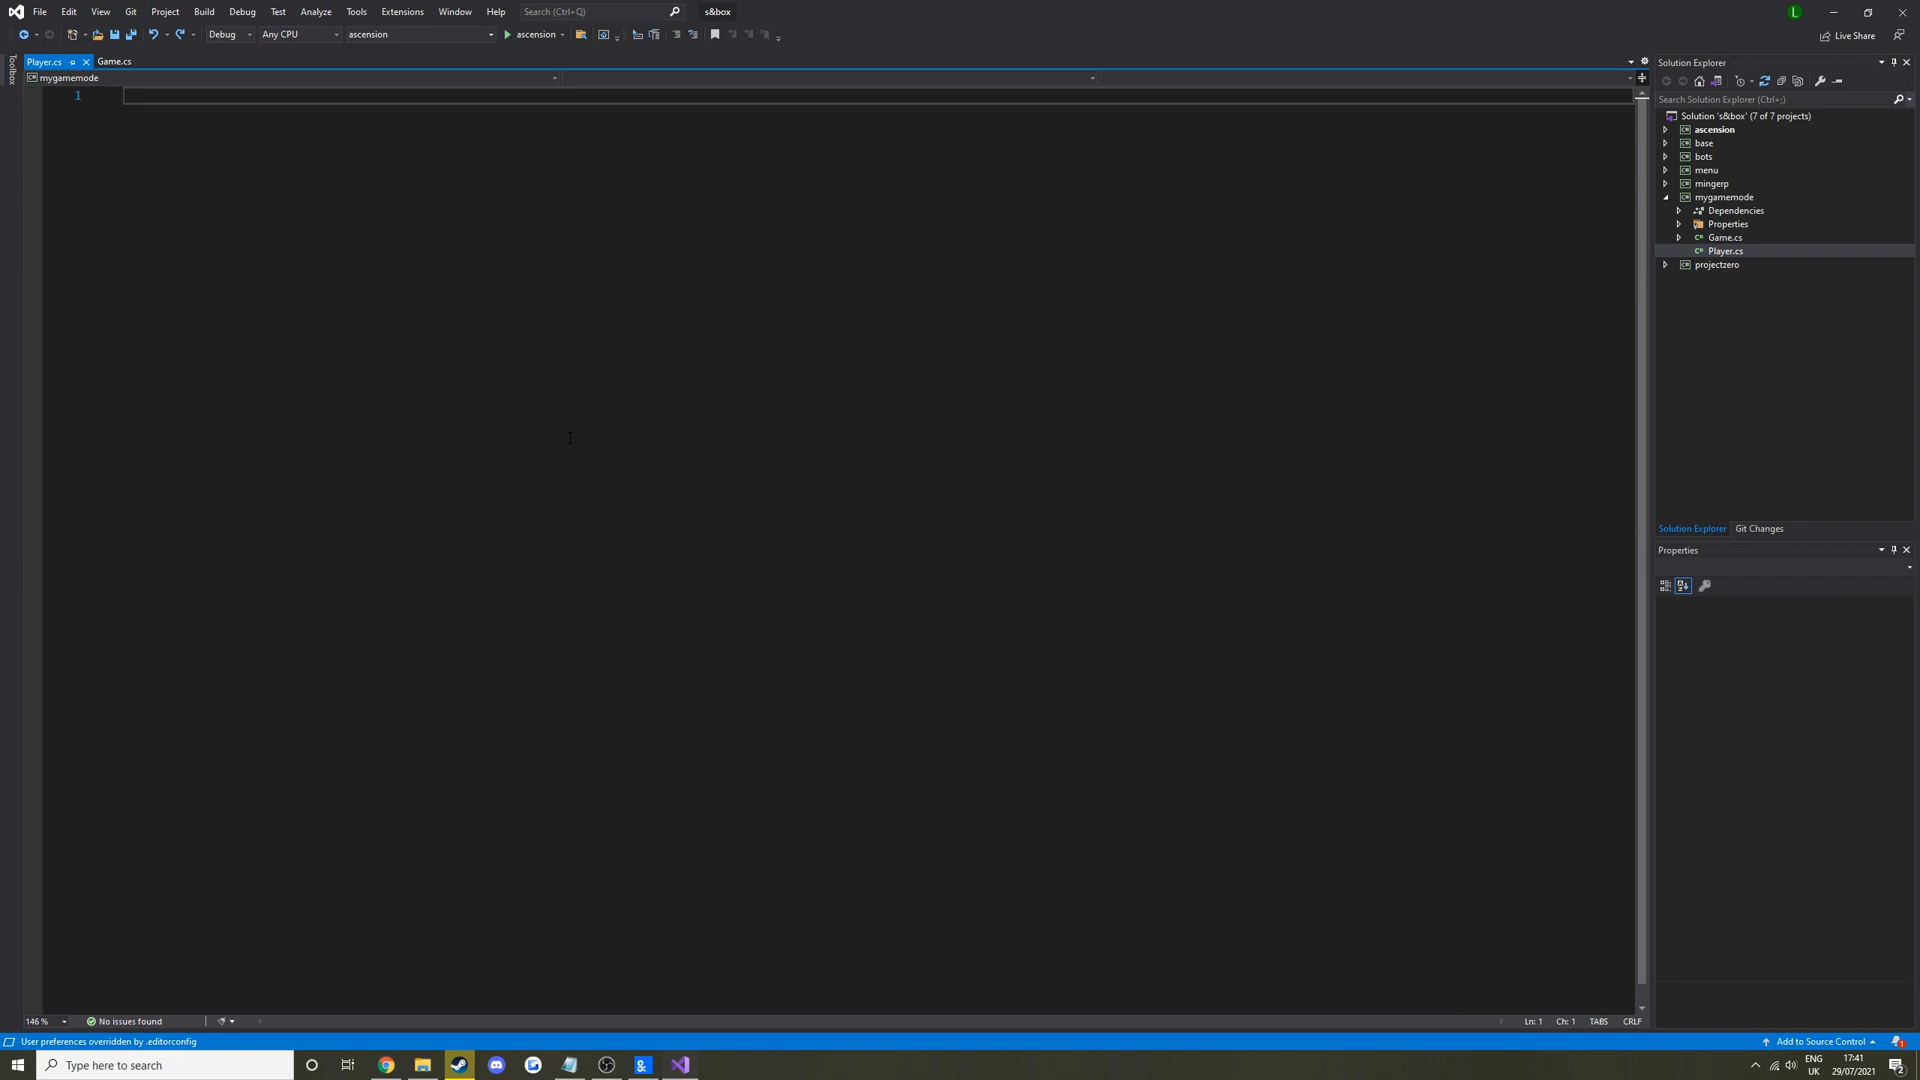 File Edit View Git Project Build Debug Test Analyze Tools Extensions Window Help Search (Ctrl+Q) s&box L
Debug Any CPU ascension ascension Live Share
Toolbox
Player.cs Game.cs
mygamemode
1
Solution Explorer
Search Solution Explorer (Ctrl+;)
Solution 's&box' (7 of 7 projects)
ascension
base
bots
menu
mingerp
mygamemode
Dependencies
Properties
C# Game.cs
C# Player.cs
projectzero
Solution Explorer Git Changes
Properties
146 % No issues found Ln: 1 Ch: 1 TABS CRLF
User preferences overridden by .editorconfig Add to Source Control 1
Type here to search & ENG UK 17:41 29/07/2021 2